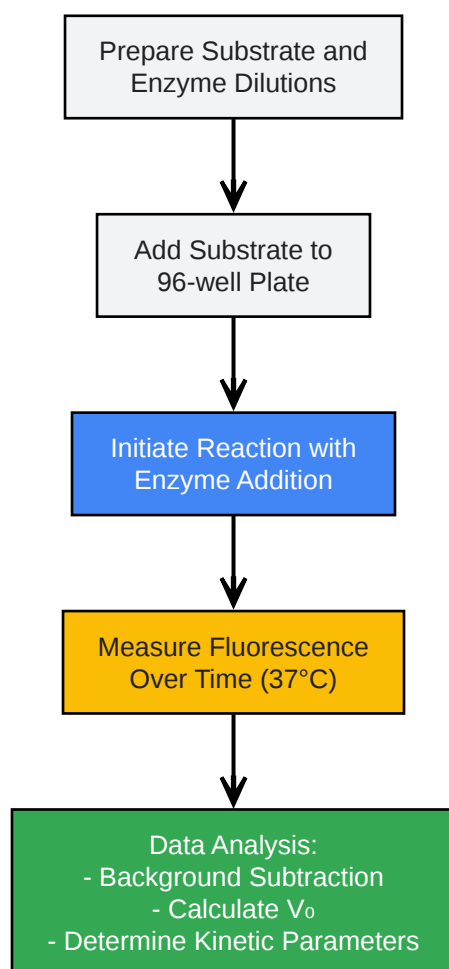 Prepare Substrate and
Enzyme Dilutions
Add Substrate to
96-well Plate
Initiate Reaction with
Enzyme Addition
Measure Fluorescence
Over Time (37°C)
Data Analysis:
- Background Subtraction
- Calculate V₀
- Determine Kinetic Parameters